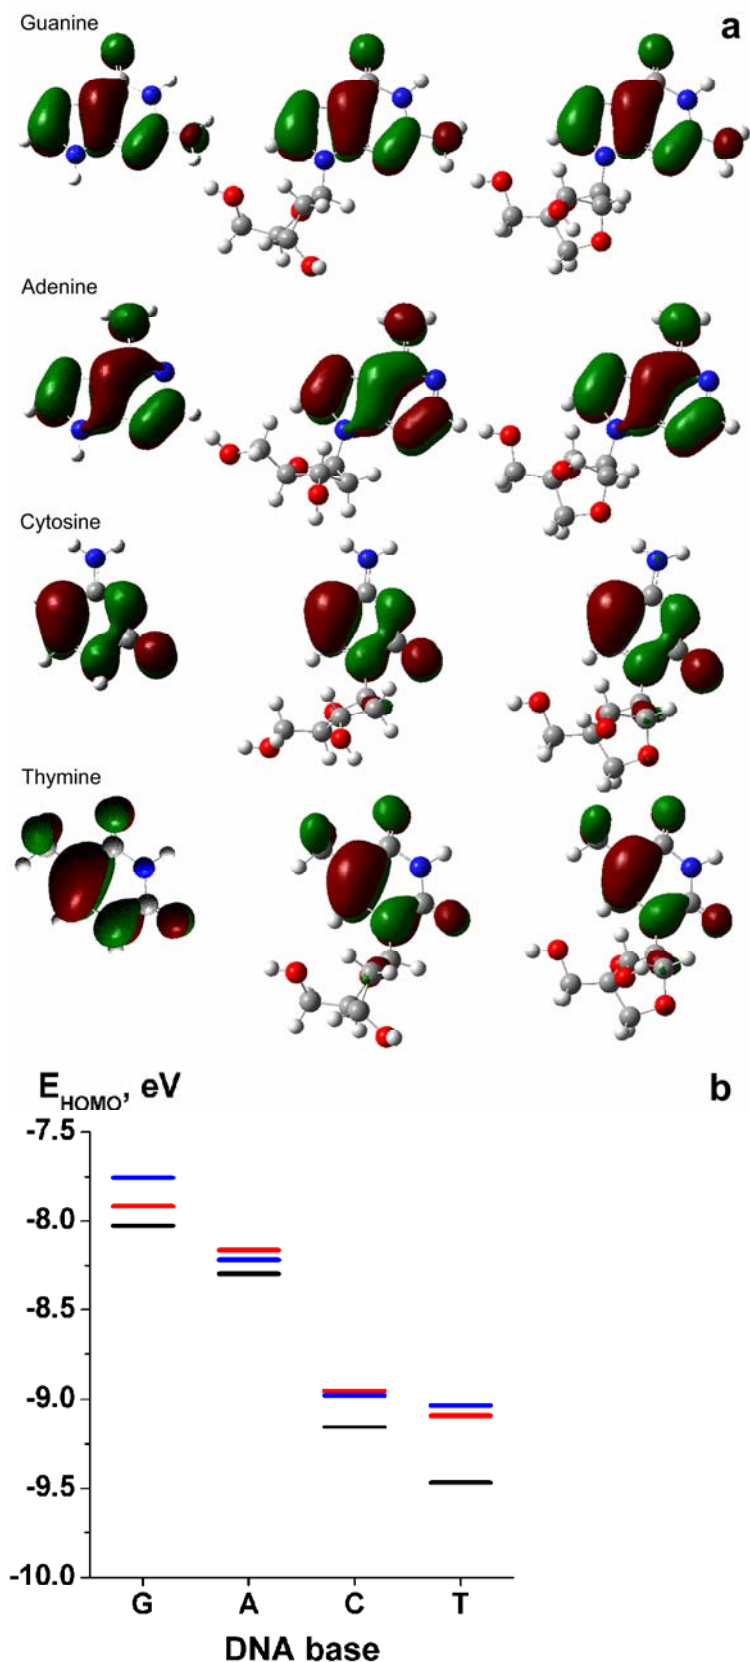 Guanine
a
Adenine
Cytosine
Thymine
E_HOMO, eV
b
-7.5
-8.0
-8.5
-9.0
-9.5
-10.0
G A C T
DNA base